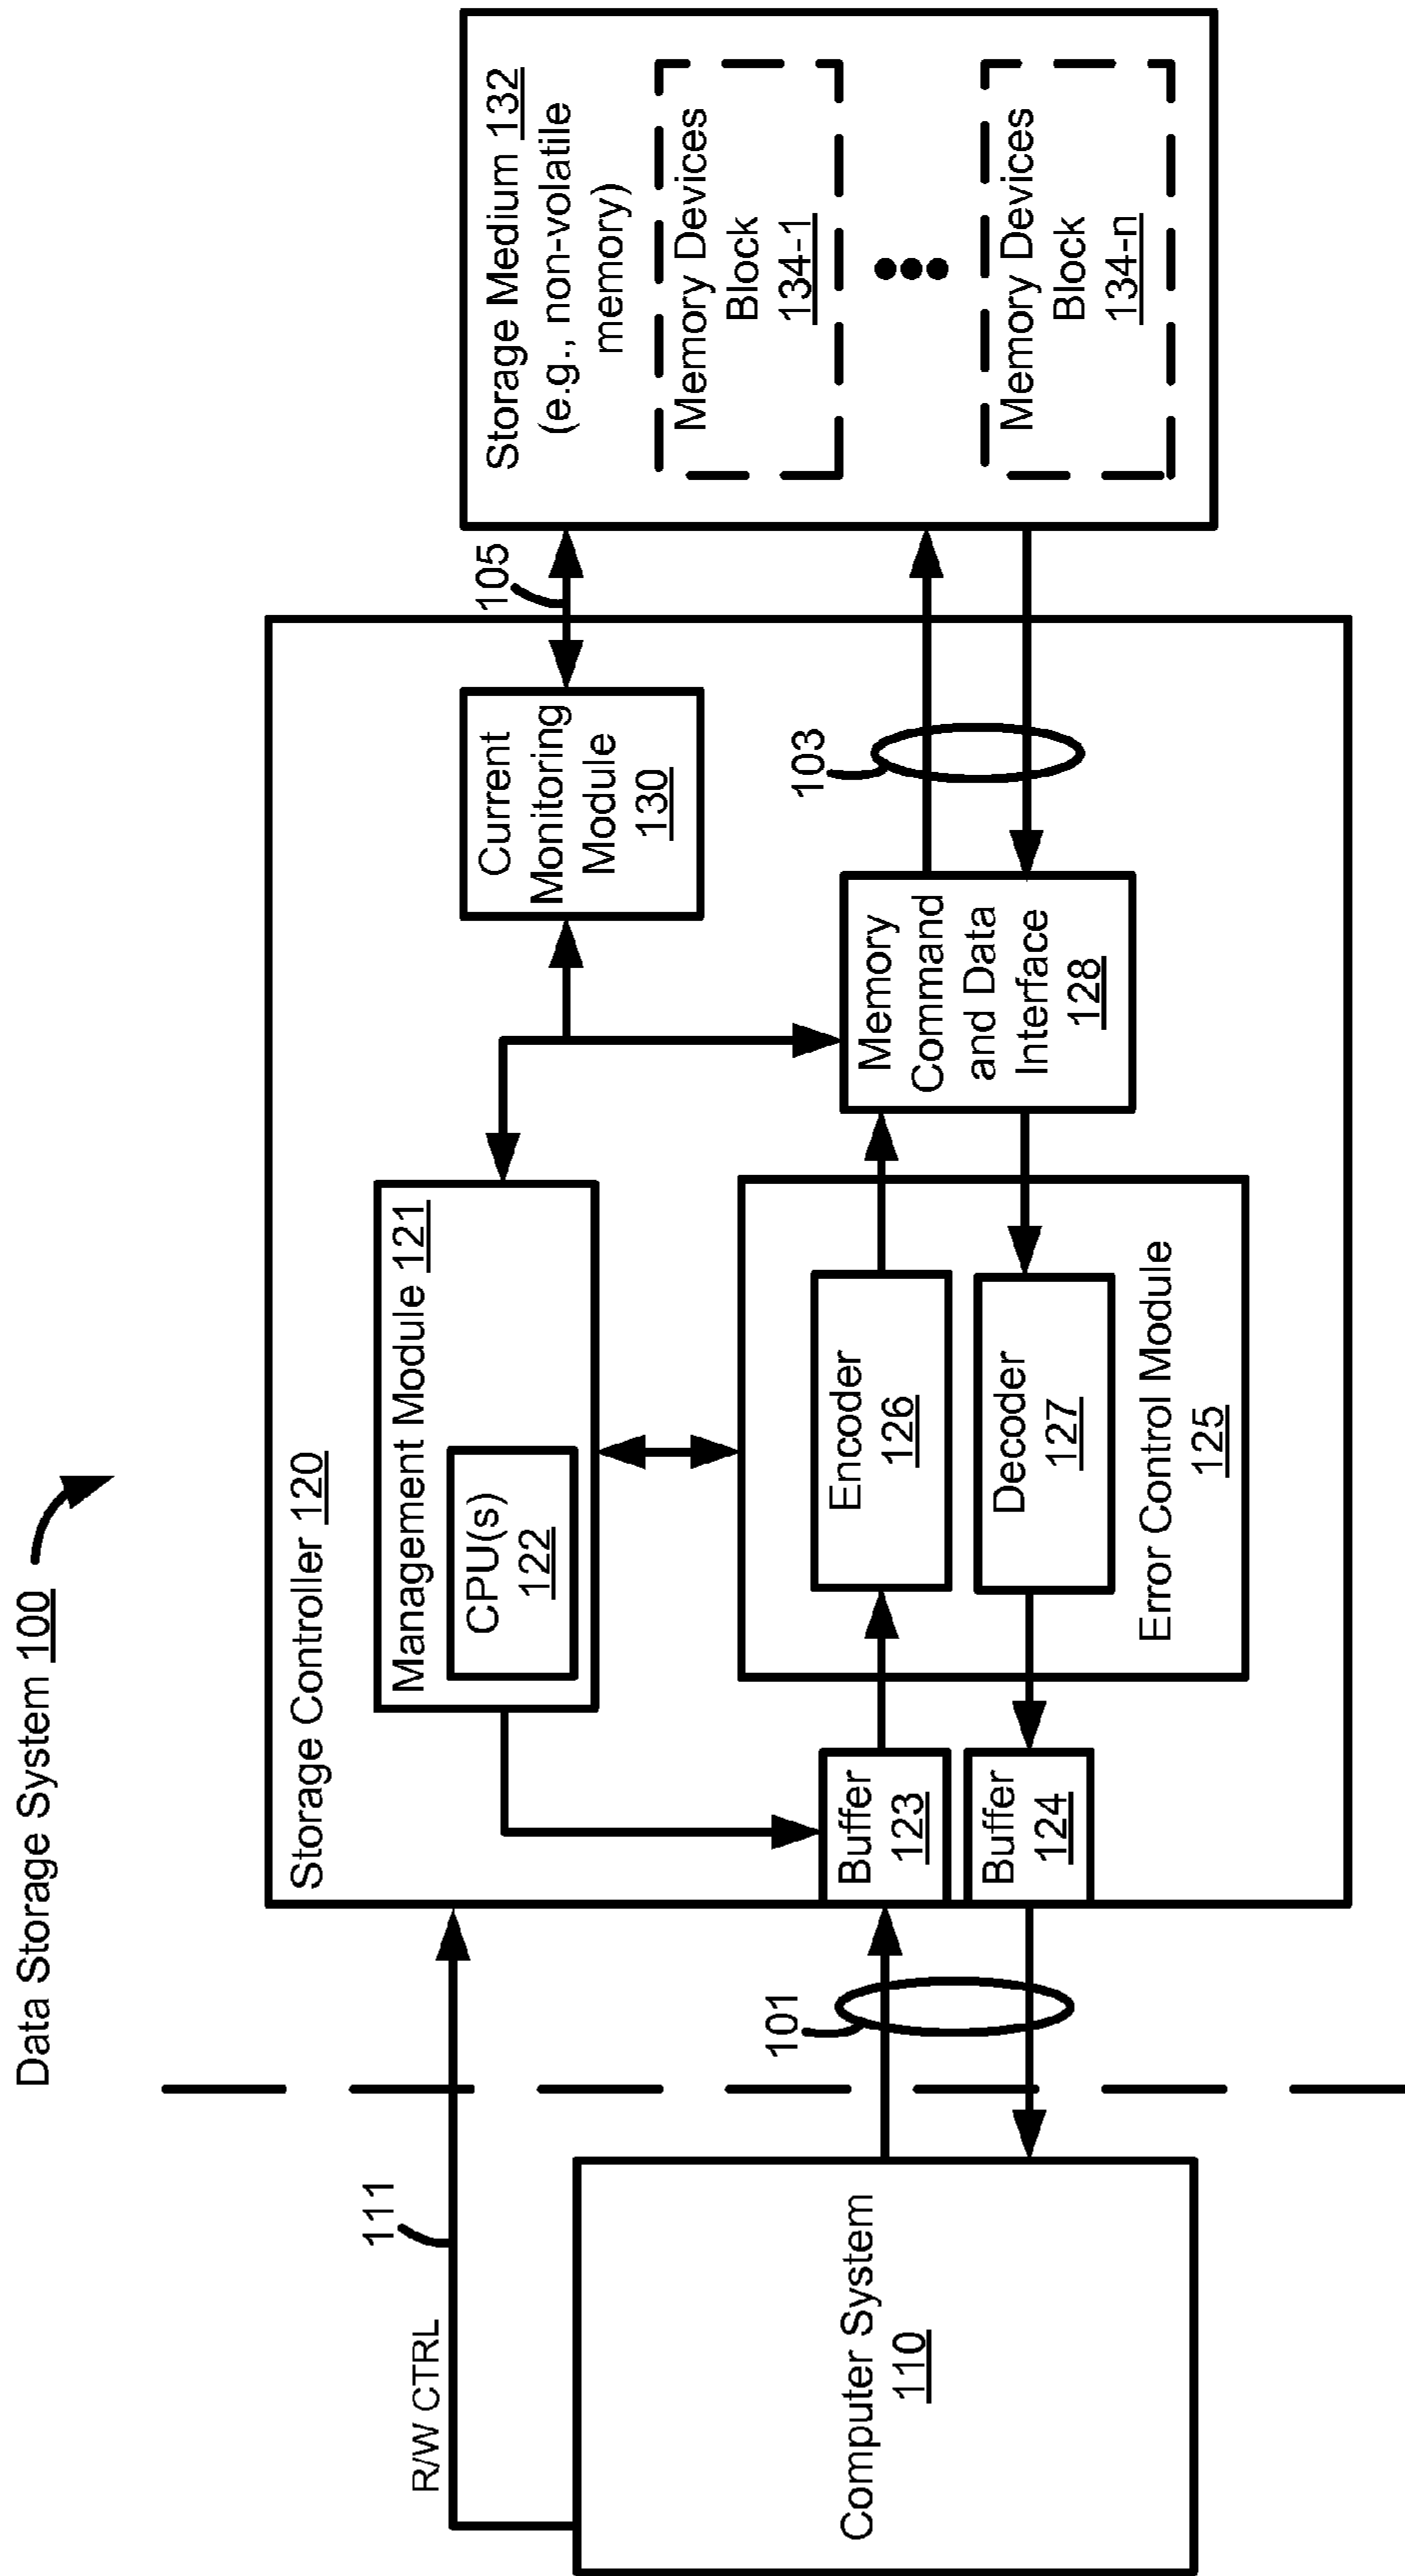 Data Storage System 100
R/W CTRL
111
Computer System
110
101
Storage Controller 120
Management Module 121
CPU(s)
122
Buffer
123
Buffer
124
Encoder
126
Decoder
127
Error Control Module
125
Current
Monitoring
Module
130
Memory
Command
and Data
Interface
128
105
103
Storage Medium 132
(e.g., non-volatile
memory)
Memory Devices
Block
134-1
Memory Devices
Block
134-n